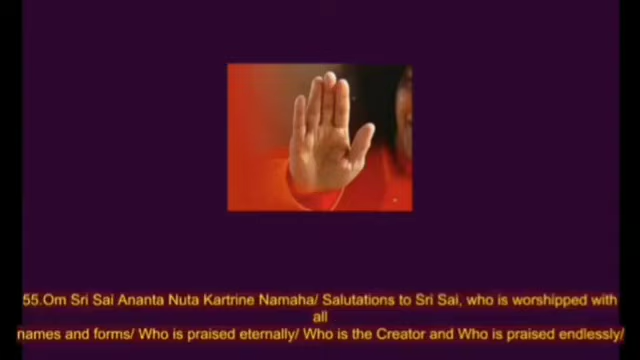 55.Om Sri Sai Ananta Nuta Kartrine Namaha/ Salutations to Sri Sai, who is worshipped with
all
names and forms/ Who is praised eternally/ Who is the Creator and Who is praised endlessly/